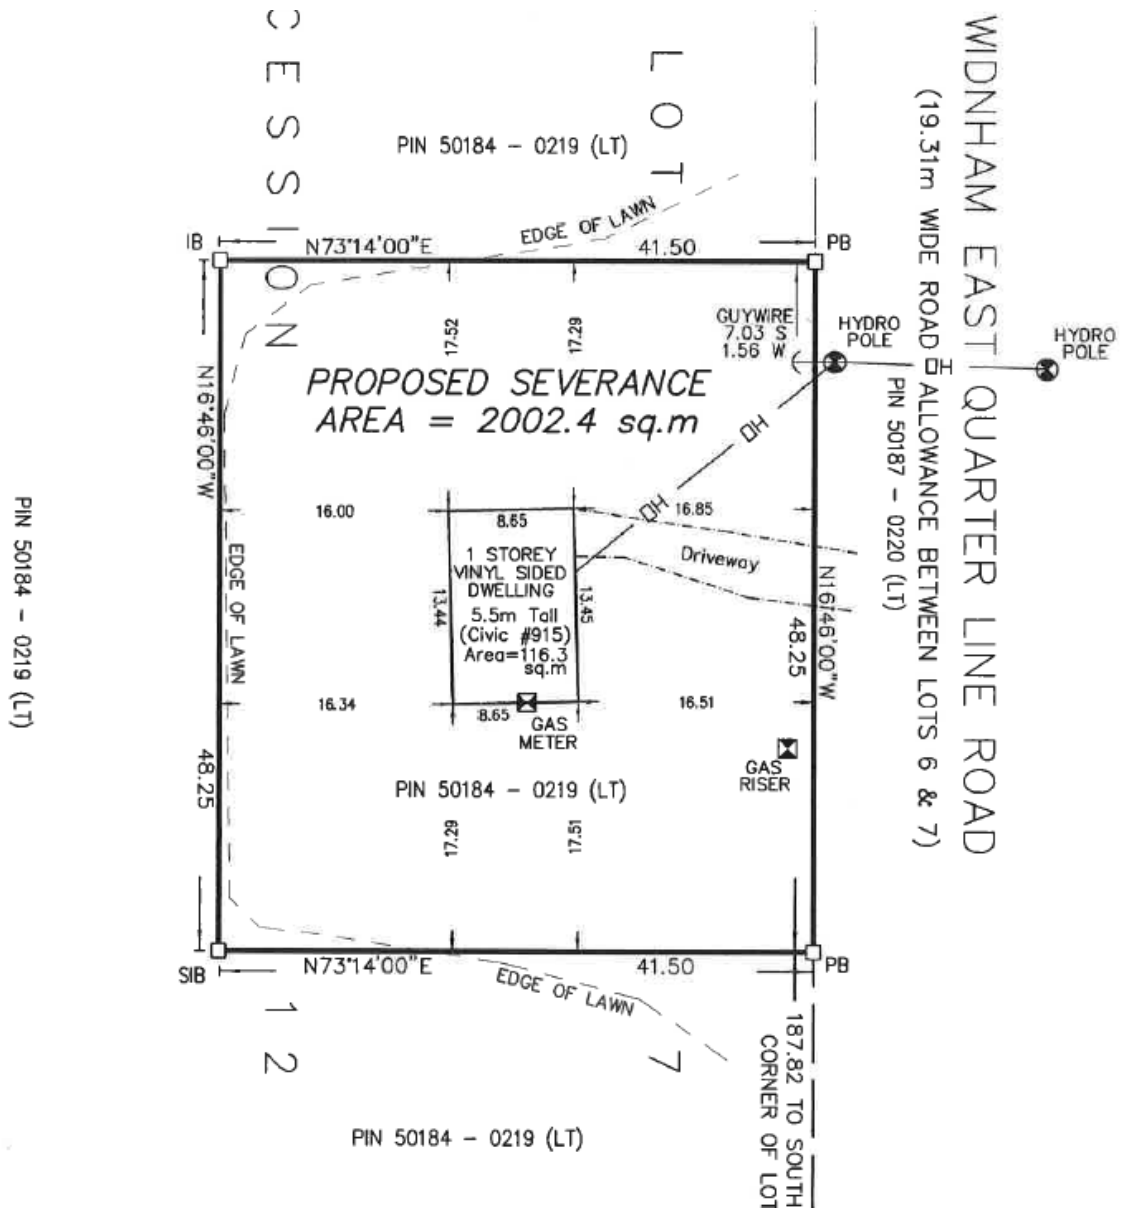 CESSION
12
LOT
7
WIDNHAM EAST QUARTER LINE ROAD
(19.31m WIDE ROAD ALLOWANCE BETWEEN LOTS 6 & 7)
PIN 50187 - 0220 (LT)
PIN 50184 - 0219 (LT)
EDGE OF LAWN
IB
N73°14'00"E
41.50
PB
17.52
17.29
GUYWIRE
7.03 S
1.56 W
HYDRO
POLE
HYDRO
POLE
OH
PROPOSED SEVERANCE
AREA = 2002.4 sq.m
N16°46'00"W
OH
OH
16.00
8.65
16.85
Driveway
1 STOREY
VINYL SIDED
DWELLING
5.5m Tall
(Civic #915)
Area=116.3
sq.m
13.44
13.45
N16°46'00"W
48.25
EDGE OF LAWN
PIN 50184 - 0219 (LT)
16.34
8.65
16.51
GAS
METER
GAS
RISER
48.25
PIN 50184 - 0219 (LT)
17.29
17.51
SIB
N73°14'00"E
41.50
PB
EDGE OF LAWN
187.82 TO SOUTH
CORNER OF LOT
PIN 50184 - 0219 (LT)